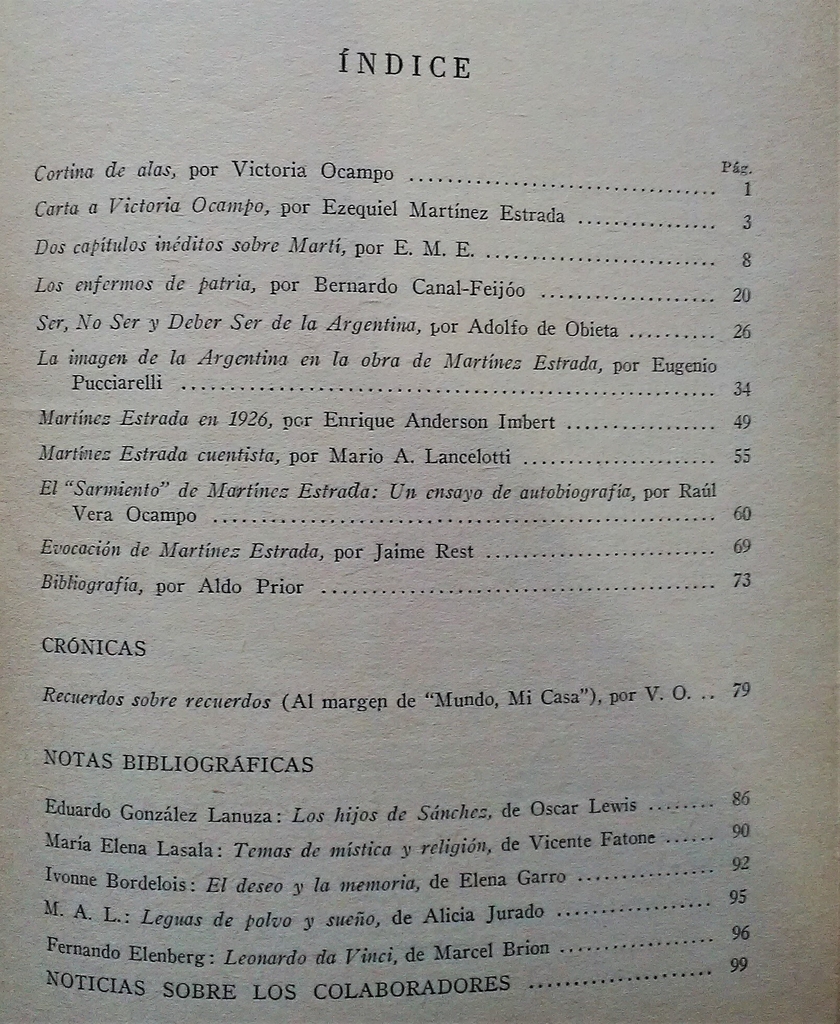 ÍNDICE
Pág.
Cortina de alas, por Victoria Ocampo ........................................ 1
Carta a Victoria Ocampo, por Ezequiel Martínez Estrada ................. 3
Dos capítulos inéditos sobre Martí, por E. M. E. ............................. 8
Los enfermos de patria, por Bernardo Canal-Feijóo ..................... 20
Ser, No Ser y Deber Ser de la Argentina, por Adolfo de Obieta .......... 26
La imagen de la Argentina en la obra de Martínez Estrada, por Eugenio
Pucciarelli ................................................................. 34
Martínez Estrada en 1926, por Enrique Anderson Imbert .................. 49
Martínez Estrada cuentista, por Mario A. Lancelotti ....................... 55
El "Sarmiento" de Martínez Estrada: Un ensayo de autobiografía, por Raúl
Vera Ocampo ............................................................. 60
Evocación de Martínez Estrada, por Jaime Rest ............................ 69
Bibliografía, por Aldo Prior ................................................ 73
CRÓNICAS
Recuerdos sobre recuerdos (Al margen de "Mundo, Mi Casa"), por V. O. .. 79
NOTAS BIBLIOGRÁFICAS
Eduardo González Lanuza: Los hijos de Sánchez, de Oscar Lewis ........ 86
María Elena Lasala: Temas de mística y religión, de Vicente Fatone ...... 90
Ivonne Bordelois: El deseo y la memoria, de Elena Garro ................. 92
M. A. L.: Leguas de polvo y sueño, de Alicia Jurado .................... 95
Fernando Elenberg: Leonardo da Vinci, de Marcel Brion ................... 96
NOTICIAS SOBRE LOS COLABORADORES ....................... 99